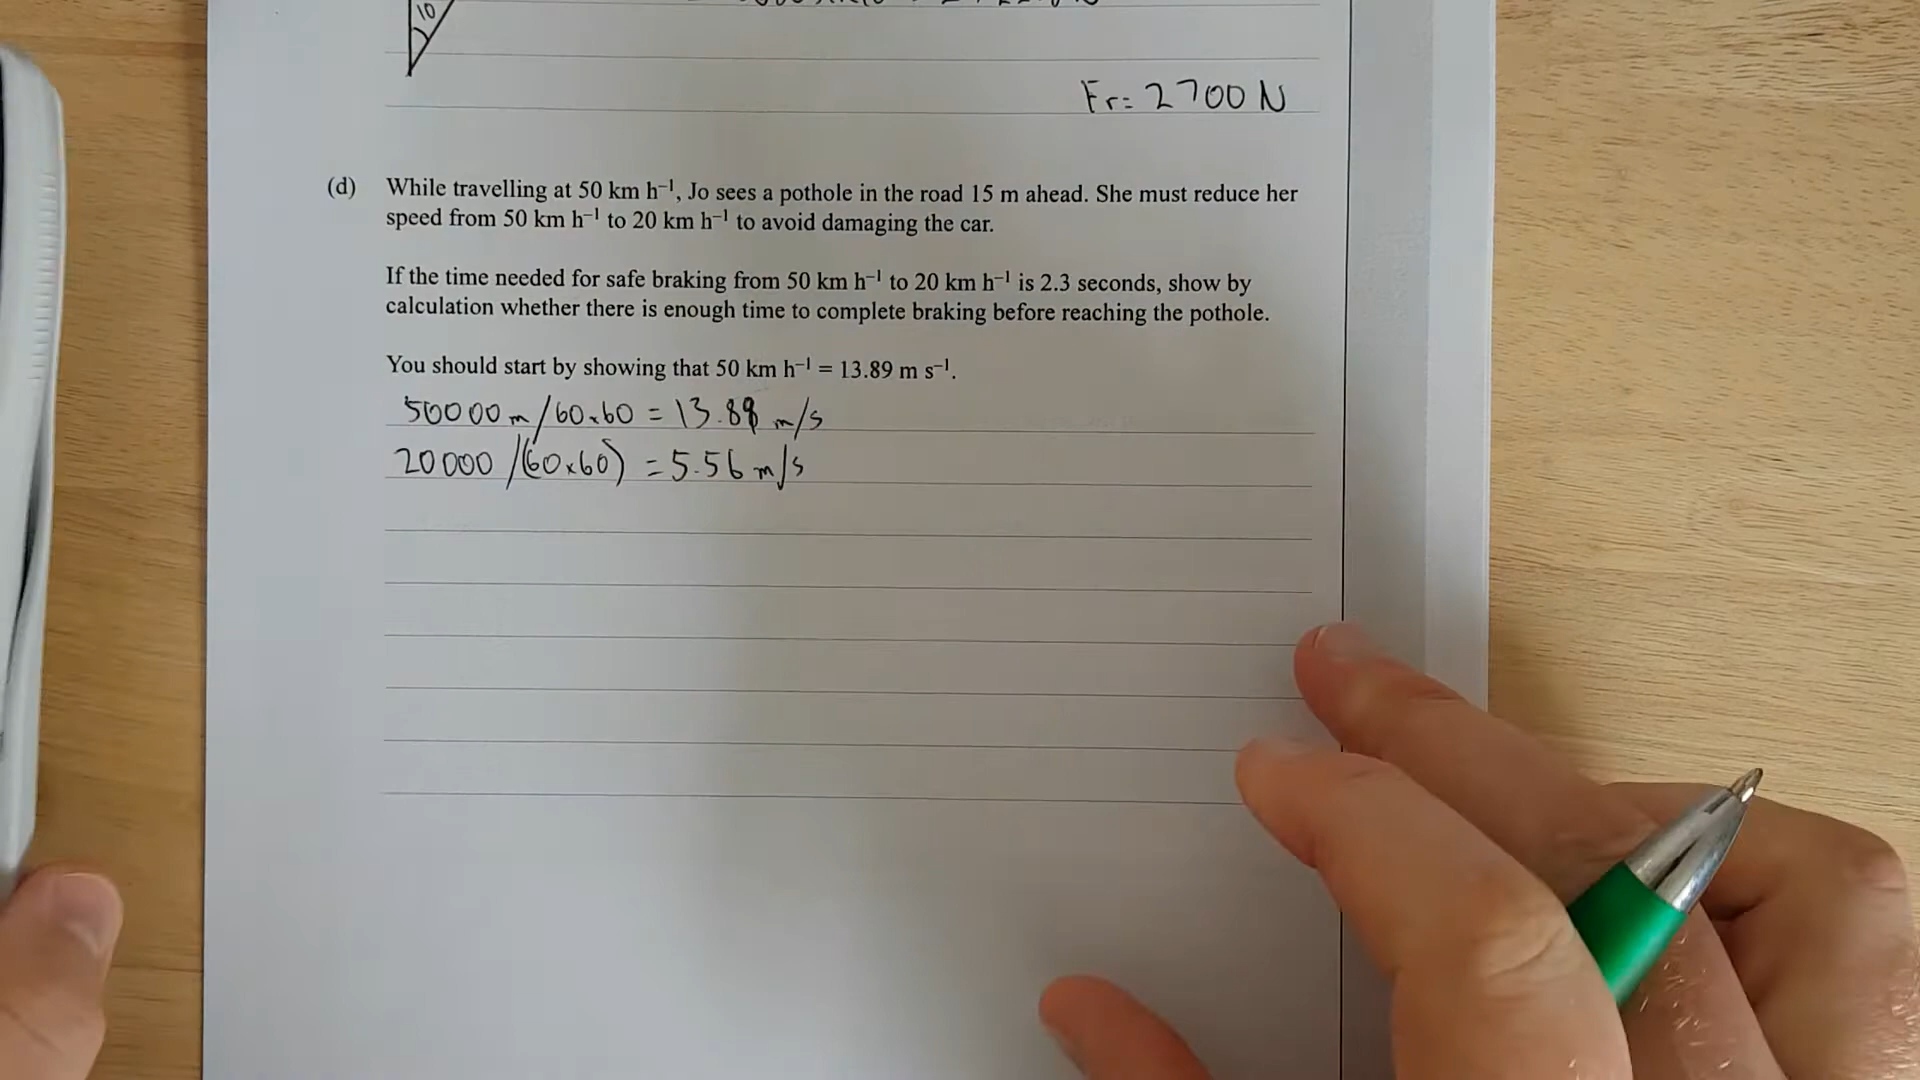 10
Fr= 2700 N
(d) While travelling at 50 km h⁻¹, Jo sees a pothole in the road 15 m ahead. She must reduce her
speed from 50 km h⁻¹ to 20 km h⁻¹ to avoid damaging the car.
If the time needed for safe braking from 50 km h⁻¹ to 20 km h⁻¹ is 2.3 seconds, show by
calculation whether there is enough time to complete braking before reaching the pothole.
You should start by showing that 50 km h⁻¹ = 13.89 m s⁻¹.
50000 m /60×60 = 13.89 m/s
20000 /(60×60) = 5.56 m/s